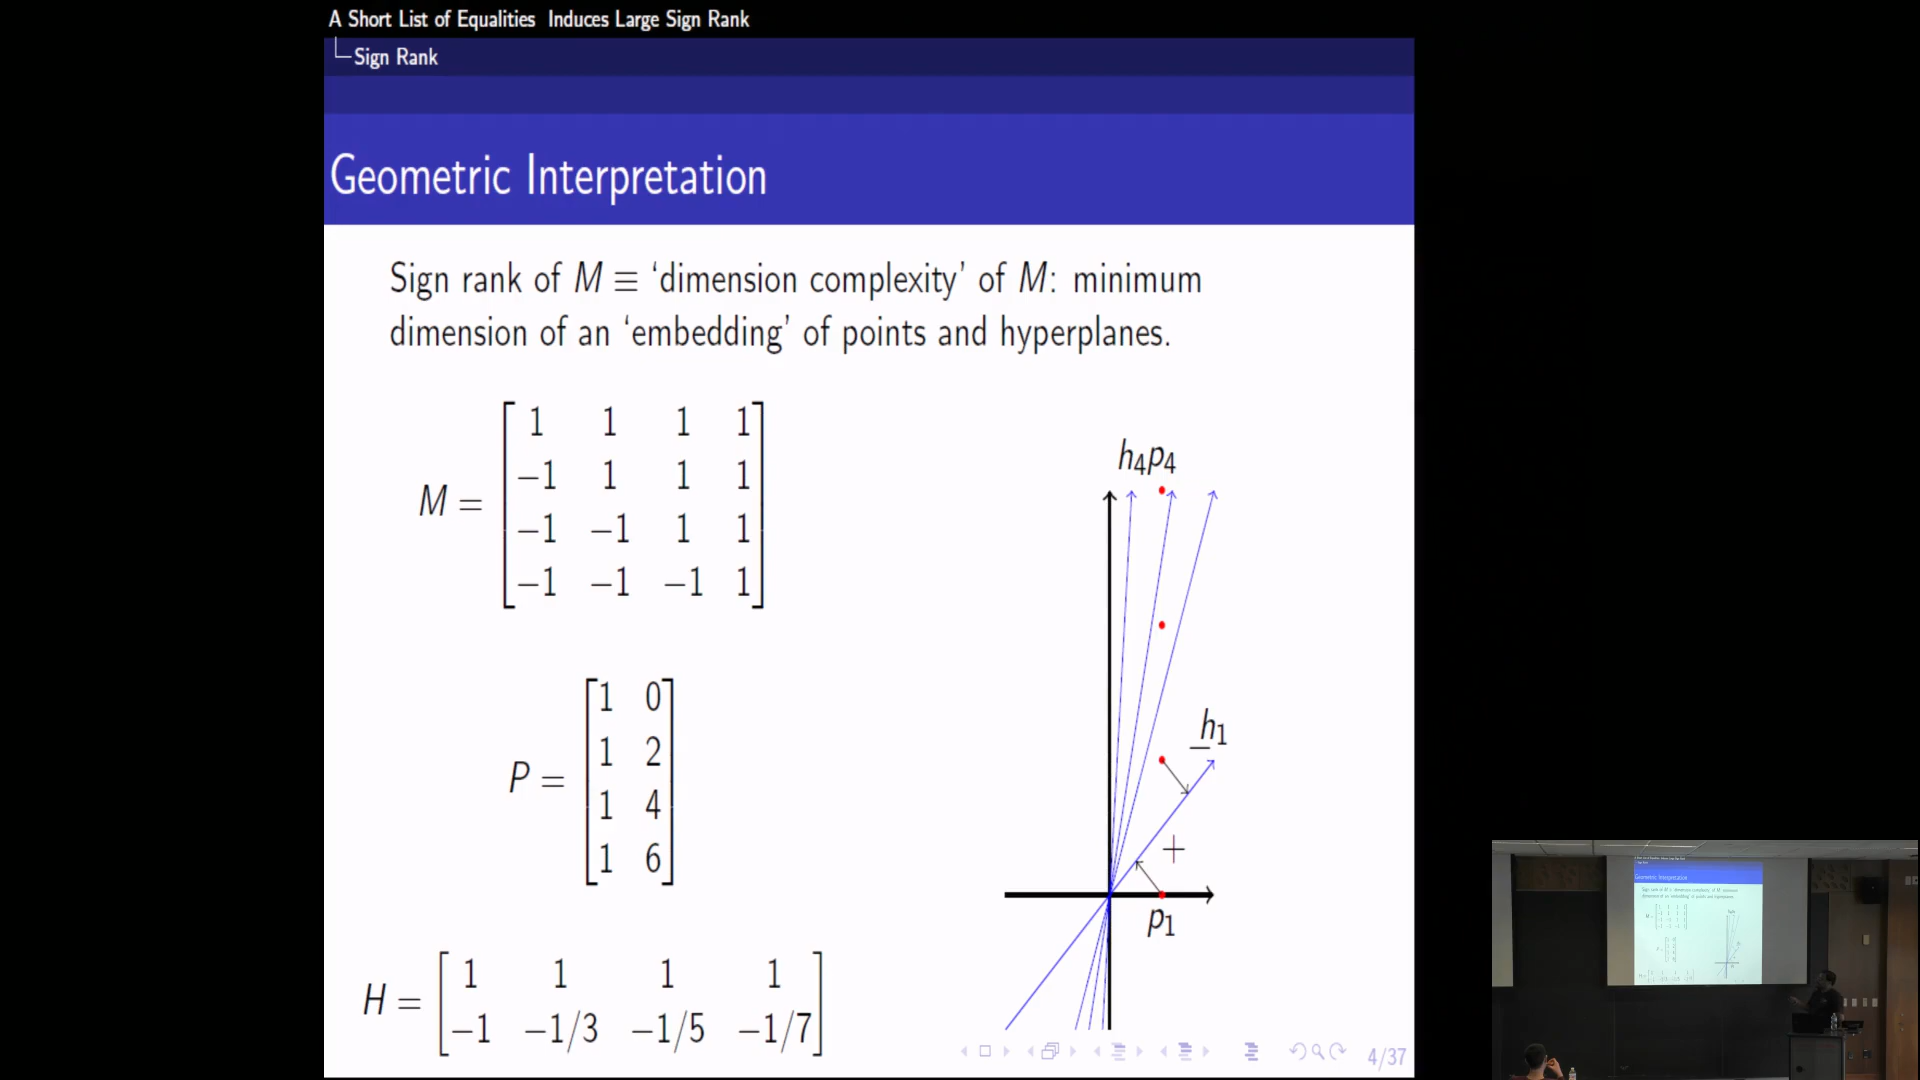 A Short List of Equalities Induces Large Sign Rank
Sign Rank
Geometric Interpretation
Sign rank of M ≡ ‘dimension complexity’ of M: minimum
dimension of an ‘embedding’ of points and hyperplanes.
M =
1 1 1 1
−1 1 1 1
−1 −1 1 1
−1 −1 −1 1
P =
1 0
1 2
1 4
1 6
H =
1 1 1 1
−1 −1/3 −1/5 −1/7
h4p4
− h1
+
p1
4/37
Geometric Interpretation